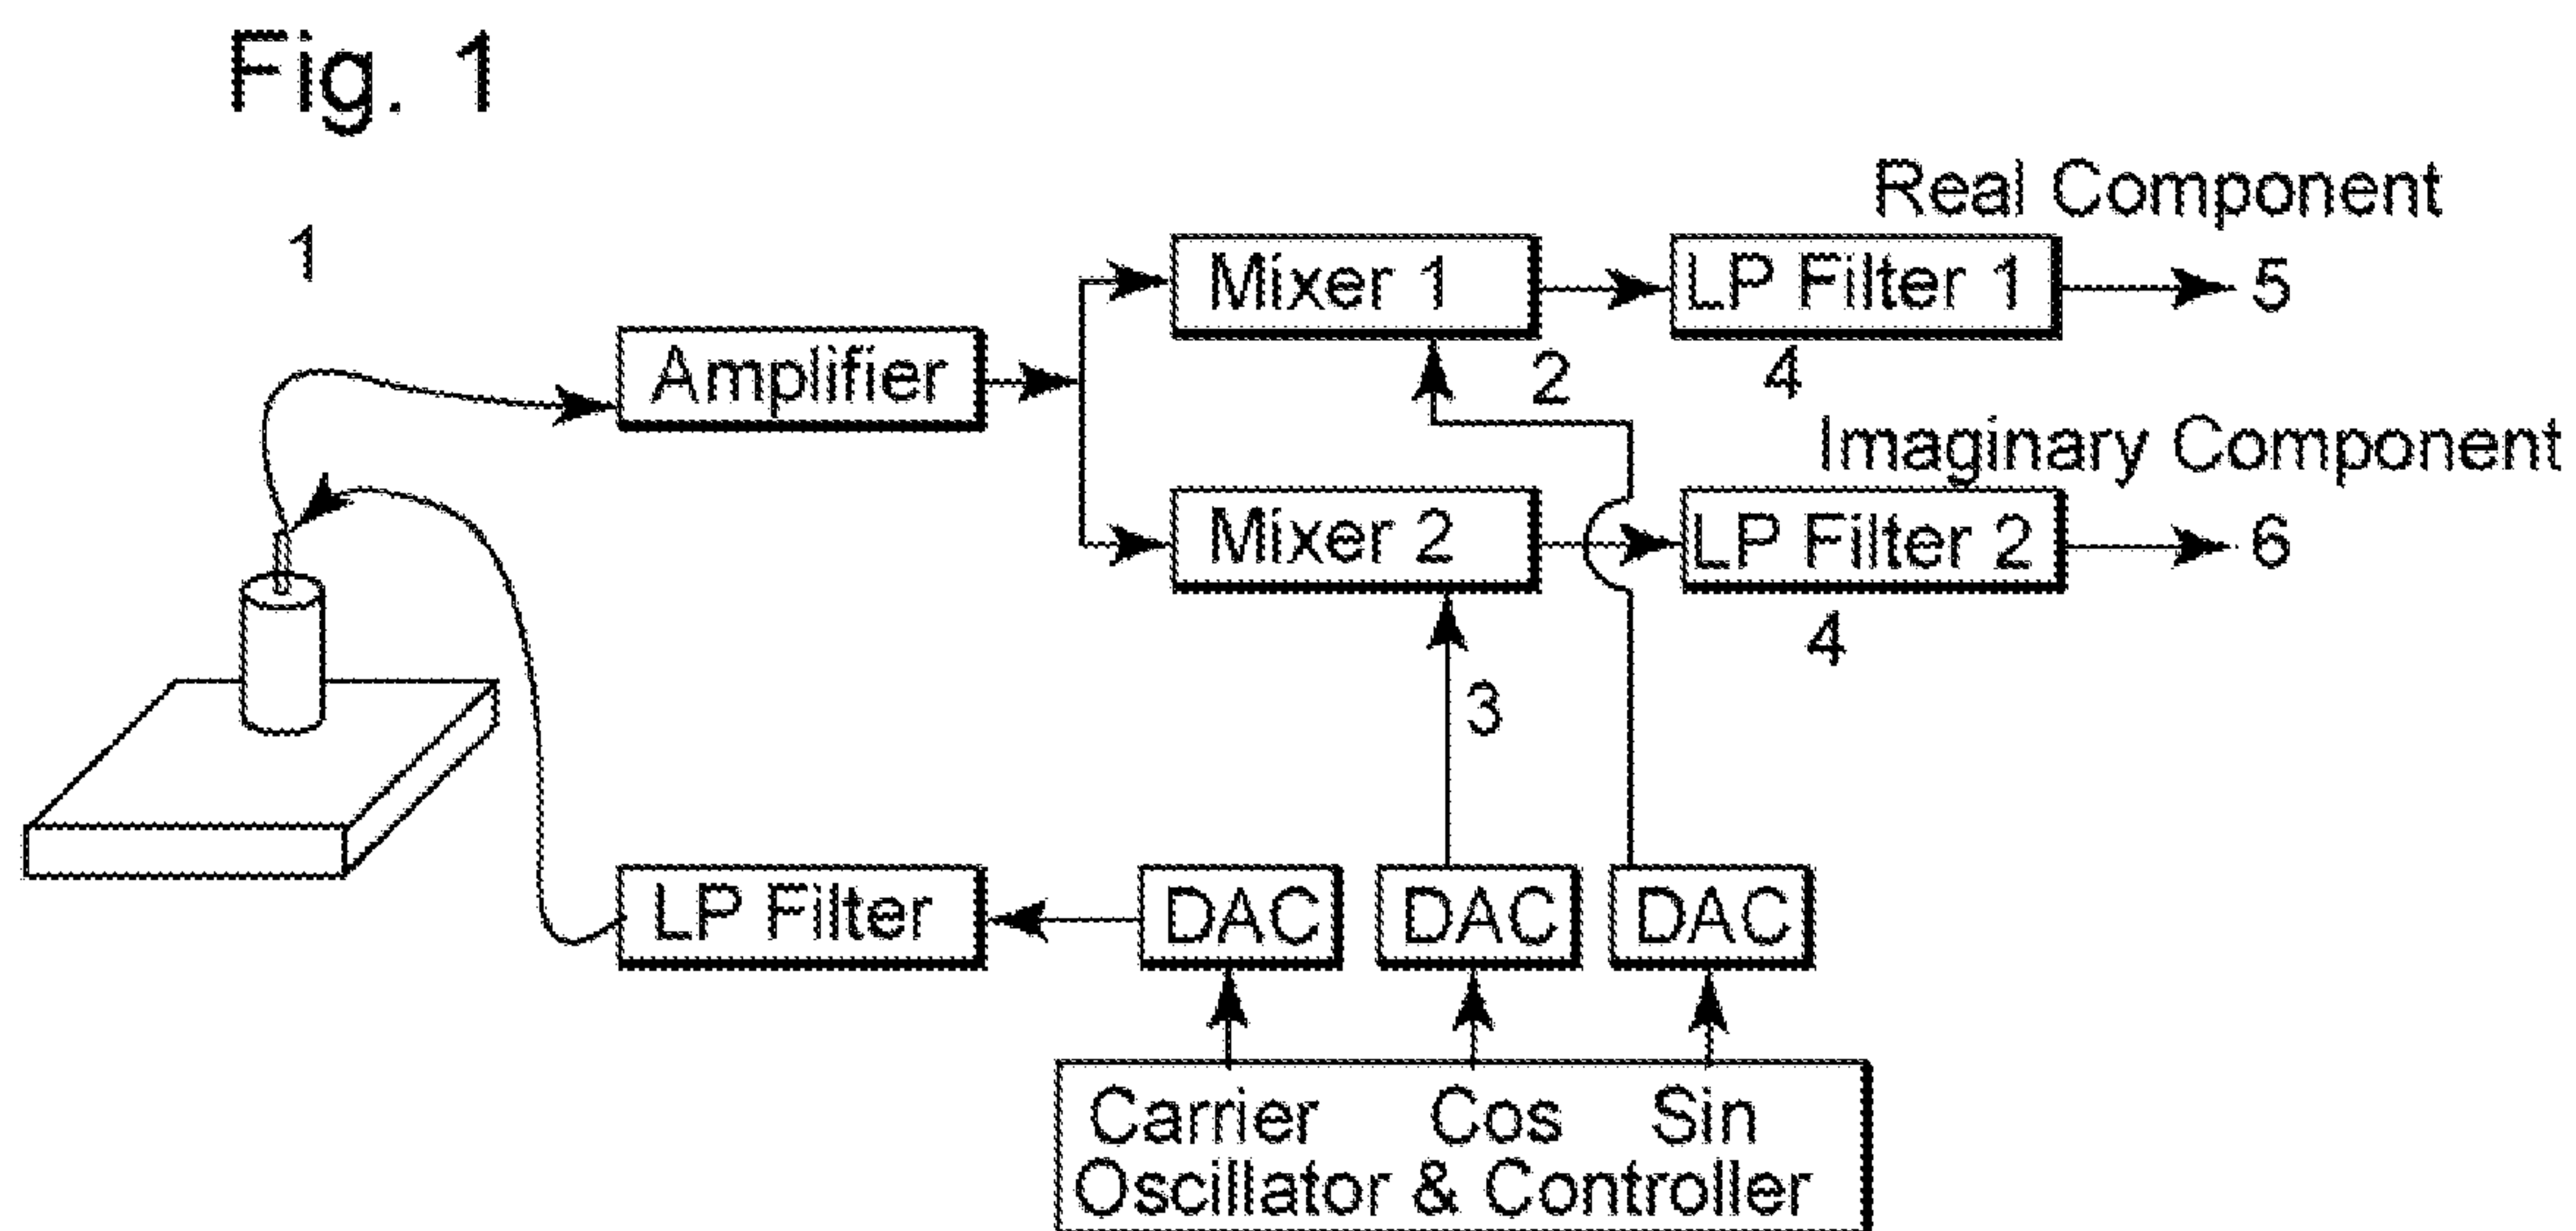 Fig. 1
Real Component
1
Mixer 1
LP Filter 1
5
Amplifier
2
4
Imaginary Component
Mixer 2
LP Filter 2
6
4
3
LP Filter
DAC
DAC
DAC
Carrier
Cos
Sin
Oscillator & Controller